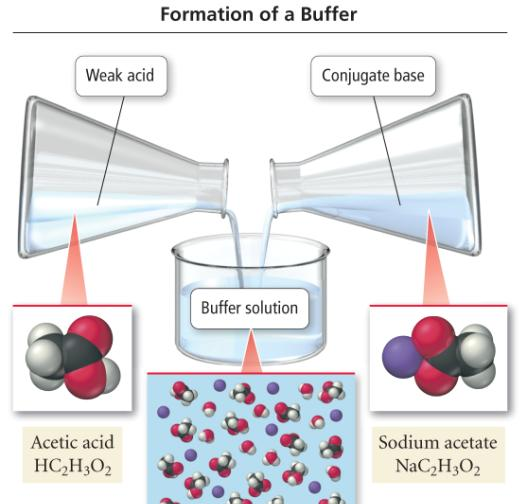 Formation of a Buffer
Weak acid
Conjugate base
Buffer solution
Acetic acid
HC₂H₃O₂
Sodium acetate
NaC₂H₃O₂